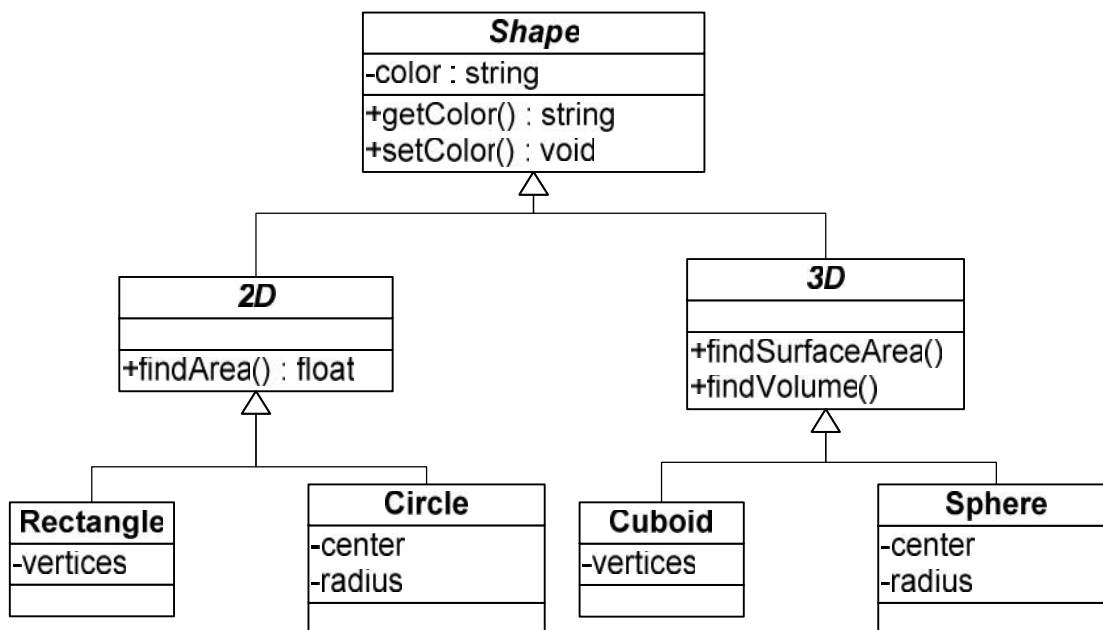 Shape
-color : string
+getColor() : string
+setColor() : void
2D
+findArea() : float
3D
+findSurfaceArea()
+findVolume()
Rectangle
-vertices
Circle
-center
-radius
Cuboid
-vertices
Sphere
-center
-radius